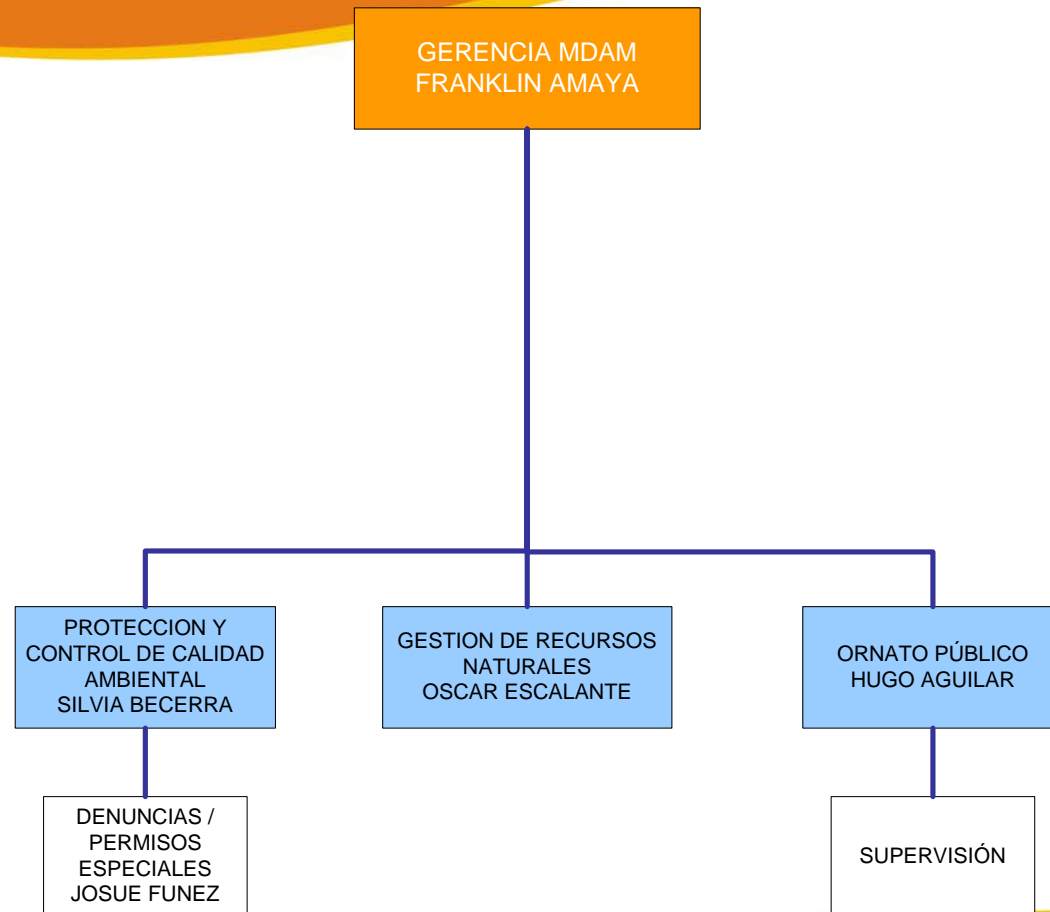 GERENCIA MDAM
FRANKLIN AMAYA
PROTECCION Y
CONTROL DE CALIDAD
AMBIENTAL
SILVIA BECERRA
GESTION DE RECURSOS
NATURALES
OSCAR ESCALANTE
ORNATO PÚBLICO
HUGO AGUILAR
DENUNCIAS /
PERMISOS
ESPECIALES
JOSUE FUNEZ
SUPERVISIÓN